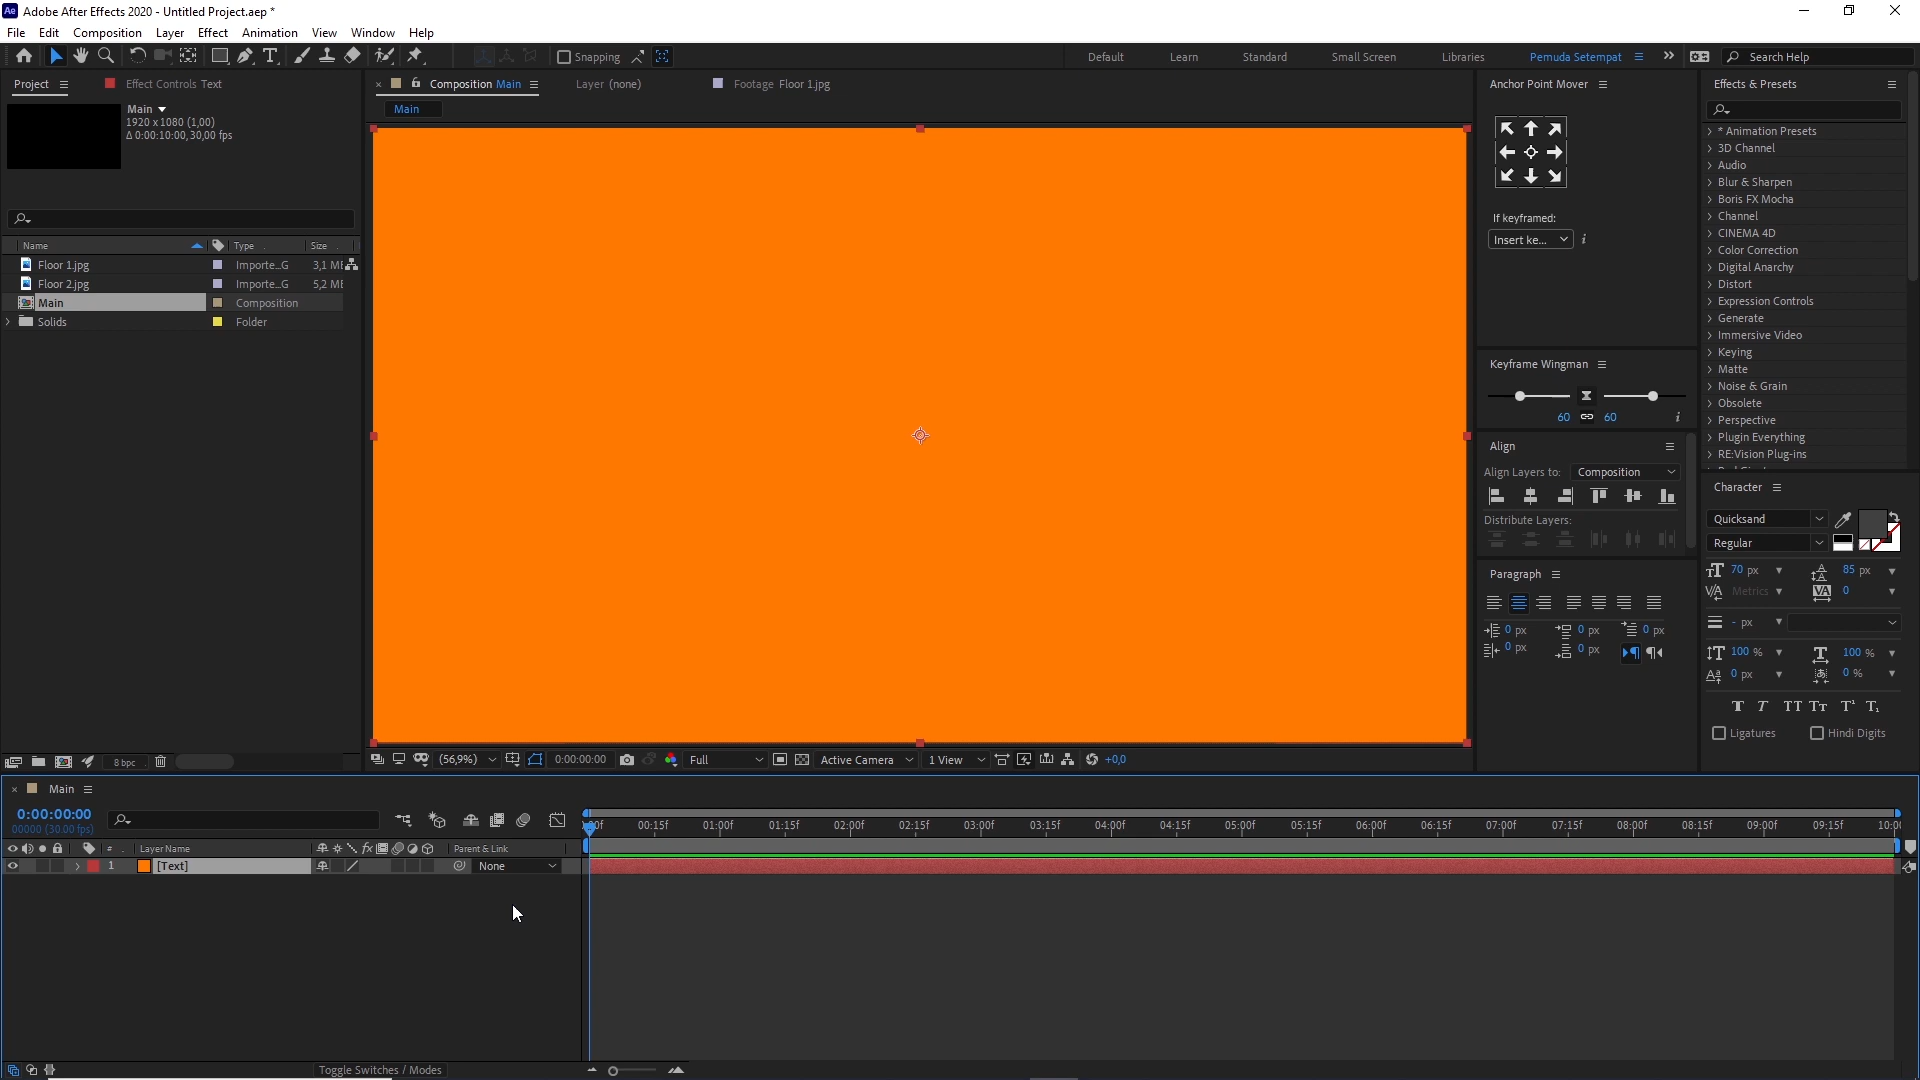 Ae Adobe After Effects 2020 - Untitled Project.aep *
File Edit Composition Layer Effect Animation View Window Help
Snapping
Default Learn Standard Small Screen Libraries Pemuda Setempat Search Help
Project Effect Controls Text
Composition Main Layer (none) Footage Floor 1.jpg
Anchor Point Mover
Effects & Presets
Main
1920 x 1080 (1,00)
Δ 0:00:10:00, 30,00 fps
Main
Name Type Size
Floor 1.jpg Importe...G 3,1 ME
Floor 2.jpg Importe...G 5,2 ME
Main Composition
Solids Folder
8 bpc
If keyframed:
Insert ke...
Keyframe Wingman
60 60
Align
Align Layers to: Composition
Distribute Layers:
Paragraph
0 px 0 px 0 px
0 px 0 px
* Animation Presets
3D Channel
Audio
Blur & Sharpen
Boris FX Mocha
Channel
CINEMA 4D
Color Correction
Digital Anarchy
Distort
Expression Controls
Generate
Immersive Video
Keying
Matte
Noise & Grain
Obsolete
Perspective
Plugin Everything
RE:Vision Plug-ins
Character
Quicksand
Regular
70 px 85 px
Metrics 0
- px
100 % 100 %
0 px 0 %
Ligatures Hindi Digits
(56,9%) 0:00:00:00 Full Active Camera 1 View +0,0
Main
0:00:00:00
00000 (30.00 fps)
00:15f 01:00f 01:15f 02:00f 02:15f 03:00f 03:15f 04:00f 04:15f 05:00f 05:15f 06:00f 06:15f 07:00f 07:15f 08:00f 08:15f 09:00f 09:15f
# Layer Name Parent & Link
1 [Text] None
Toggle Switches / Modes